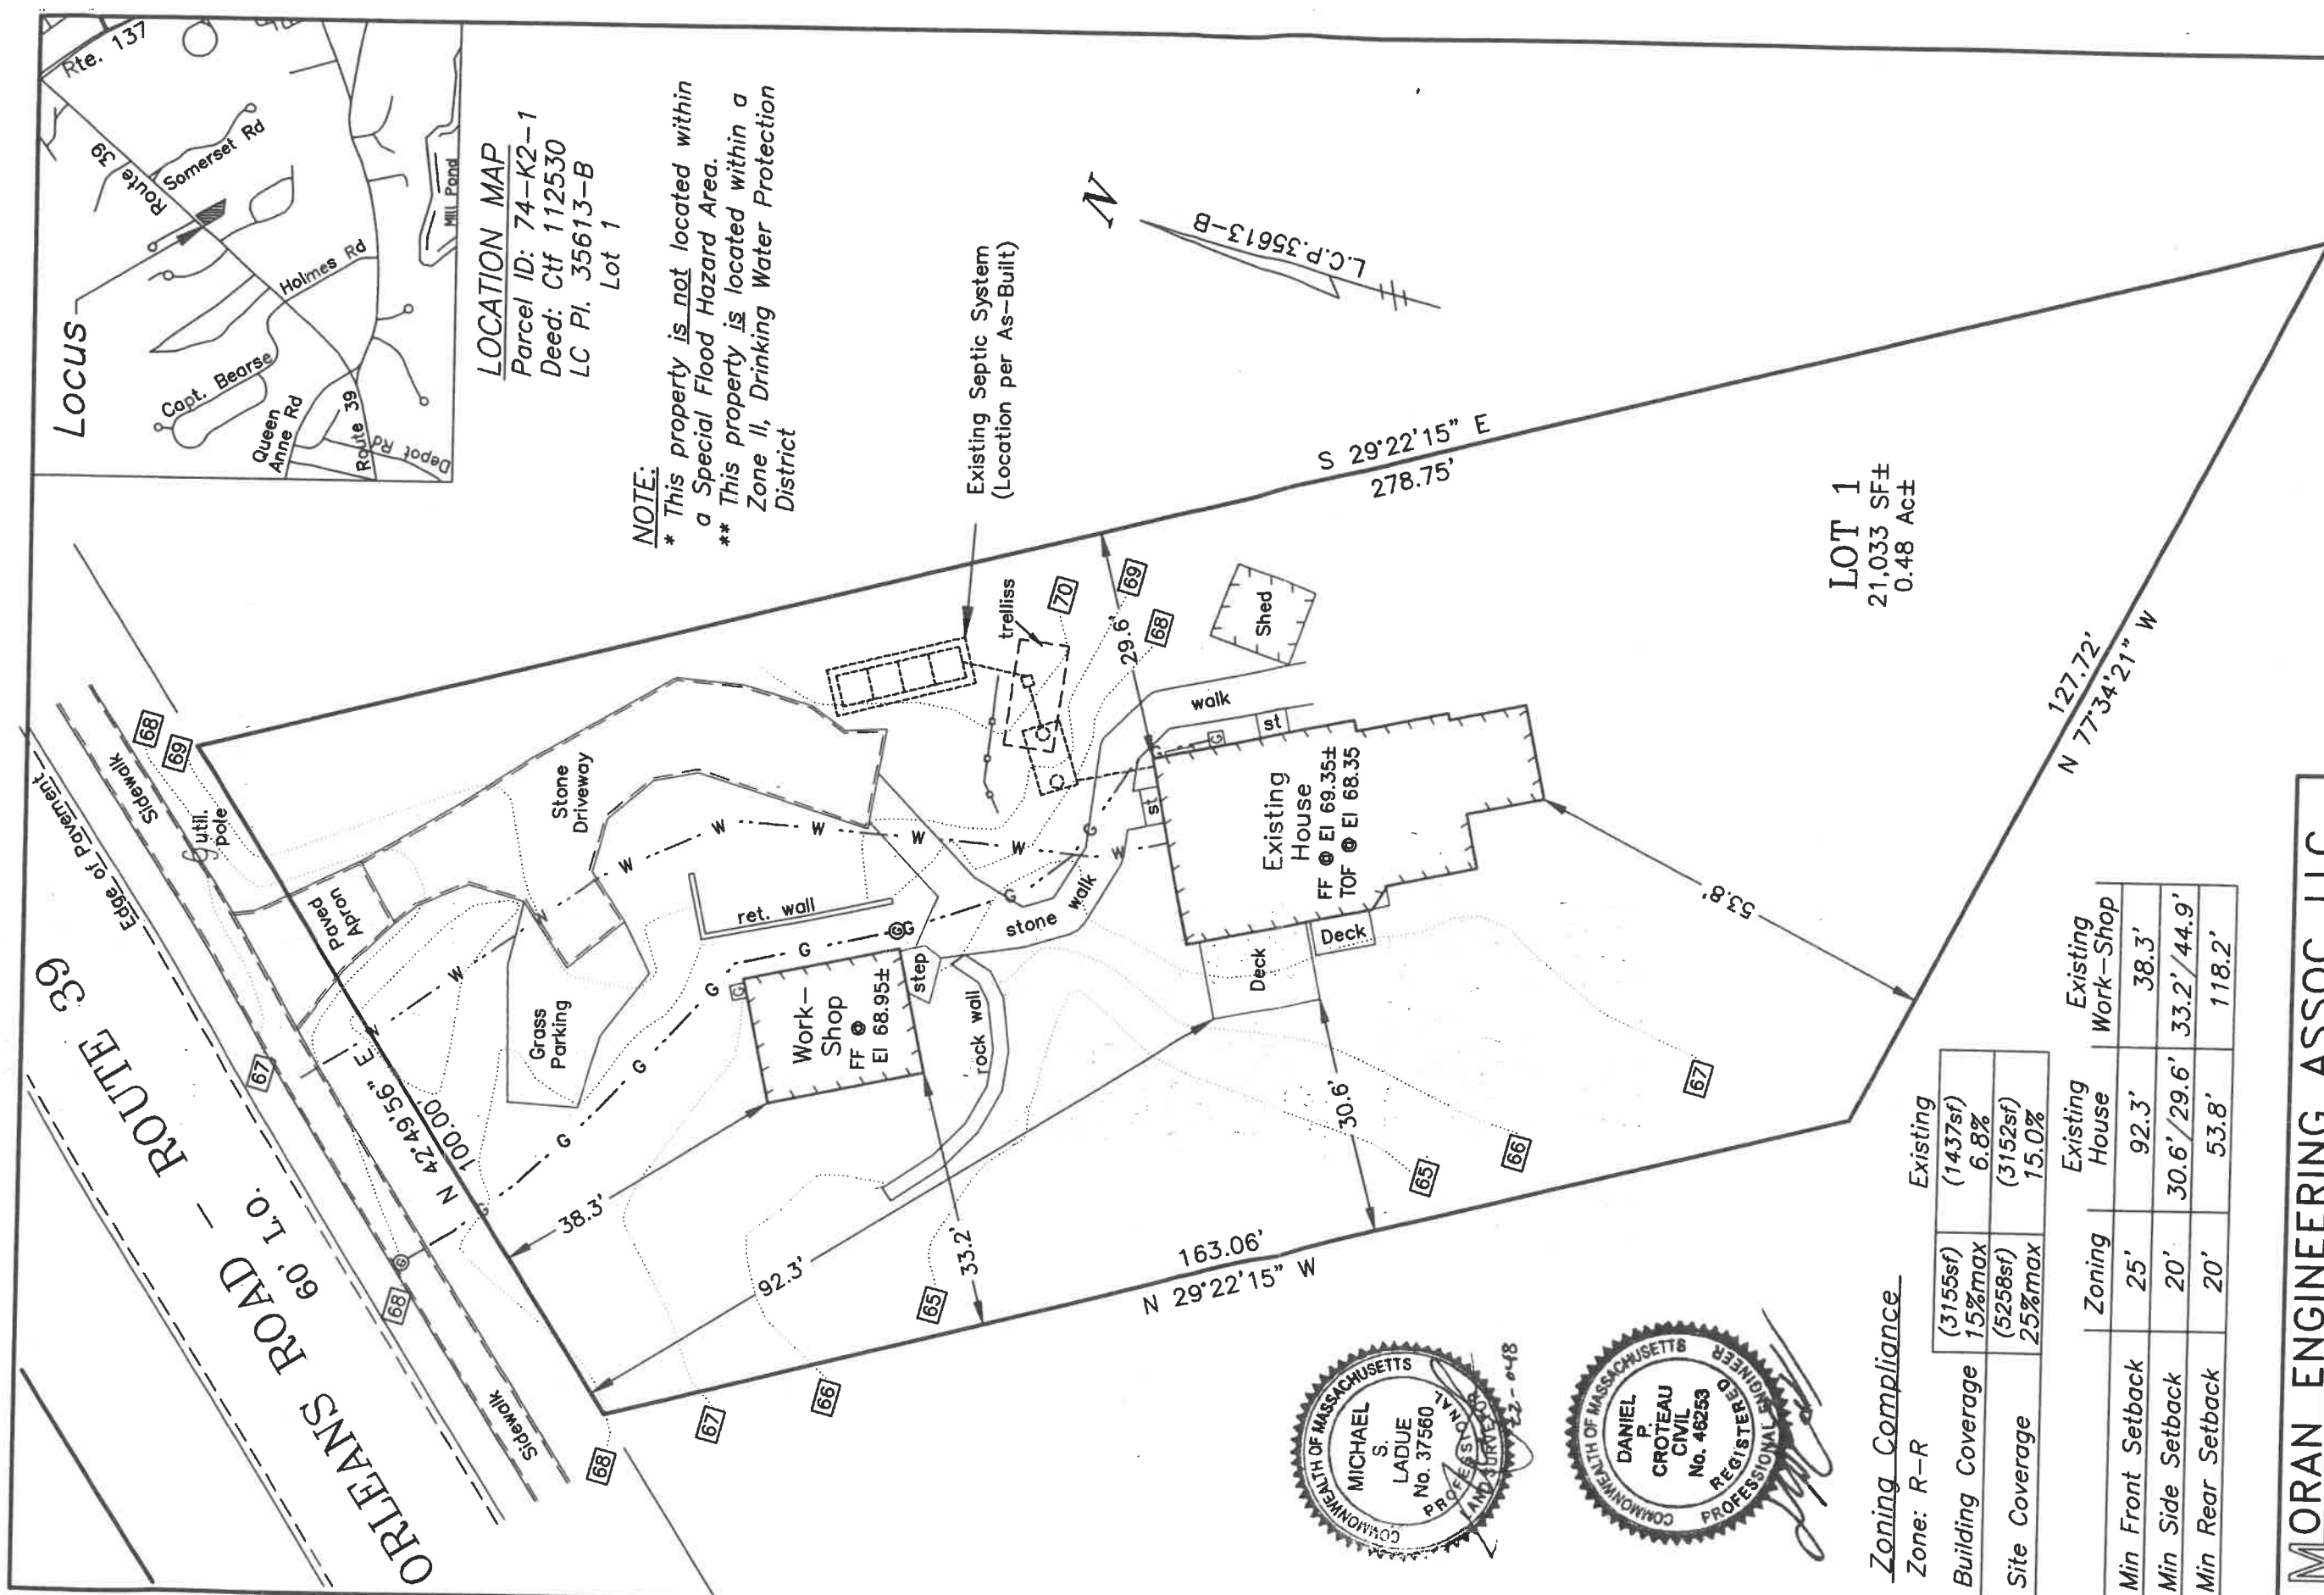 Locus
Rte. 137
Route 39
Somerset Rd
Holmes Rd
Capt. Bearse
Queen
Anne Rd
Route 39
Depot Rd
Mill Pond
LOCATION MAP
Parcel ID: 74-K2-1
Deed: Ctf 112530
LC Pl. 35613-B
Lot 1
NOTE:
* This property is not located within
a Special Flood Hazard Area.
** This property is located within a
Zone II, Drinking Water Protection
District
N
L.C.P.35613-B
Existing Septic System
(Location per As-Built)
ORLEANS ROAD - ROUTE 39
60' L.O.
Edge of Pavement
Sidewalk
Sidewalk
68
69
67
68
68
67
66
65
65
66
67
70
69
68
util.
pole
Paved
Apron
Stone
Driveway
Grass
Parking
ret. wall
trelliss
Shed
walk
st
st
stone walk
rock wall
step
Work-
Shop
FF @
El 68.95±
Existing
House
FF @ El 69.35±
TOF @ El 68.35
Deck
Deck
W W W W W W W W
G G G G G G G G G G G G
N 42°49'56" E
100.00'
S 29°22'15" E
278.75'
127.72'
N 77°34'21" W
163.06'
N 29°22'15" W
38.3'
92.3'
33.2'
30.6'
29.6'
53.8'
LOT 1
21,033 SF±
0.48 Ac±
COMMONWEALTH OF MASSACHUSETTS
MICHAEL
S.
LADUE
No. 37560
PROFESSIONAL
LAND SURVEYOR
22-048
COMMONWEALTH OF MASSACHUSETTS
DANIEL
P.
CROTEAU
CIVIL
No. 46253
REGISTERED
PROFESSIONAL ENGINEER
Zoning Compliance
Zone: R-R
Existing
Building Coverage (3155sf) (1437sf)
15%max 6.8%
Site Coverage (5258sf) (3152sf)
25%max 15.0%
Zoning Existing House Existing Work-Shop
Min Front Setback 25' 92.3' 38.3'
Min Side Setback 20' 30.6'/29.6' 33.2'/44.9'
Min Rear Setback 20' 53.8' 118.2'
MORAN ENGINEERING ASSOC. LLC